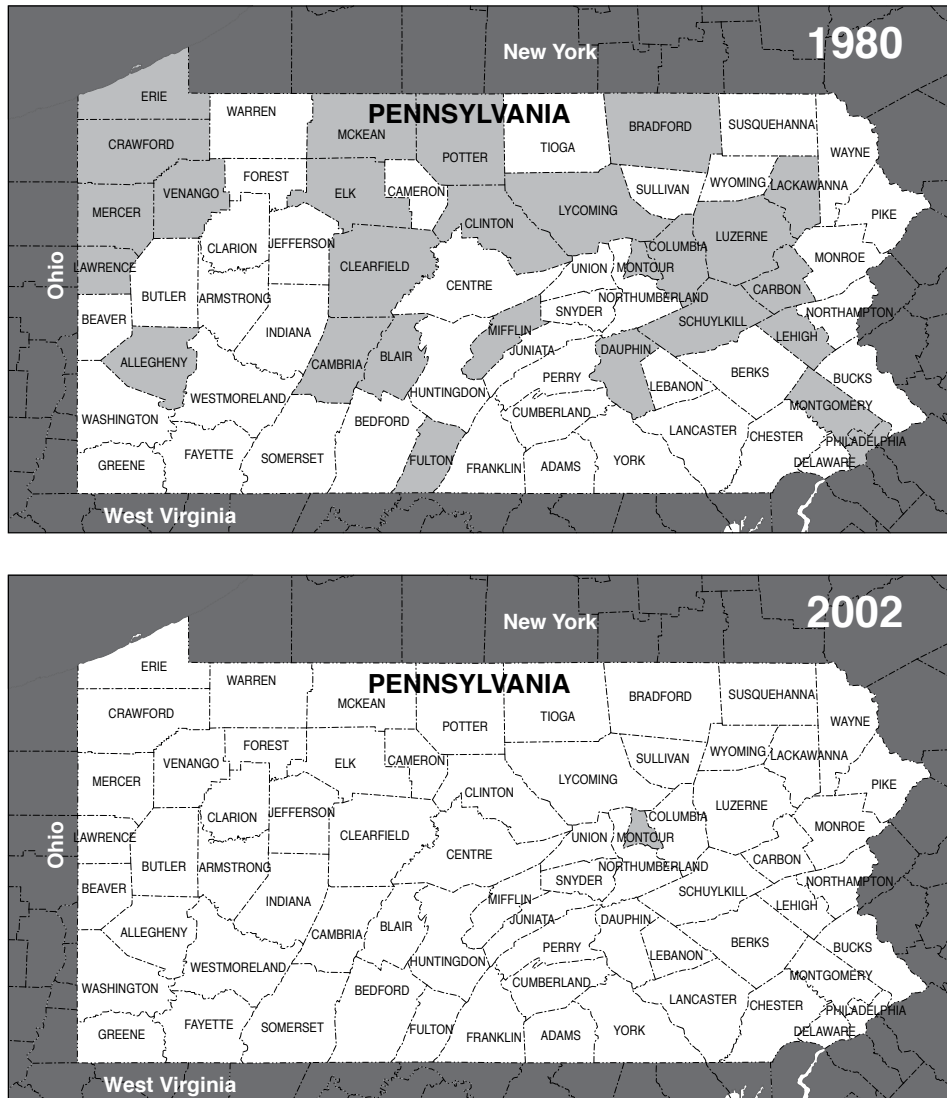 1980
New York
PENNSYLVANIA
ERIE
WARREN
MCKEAN
POTTER
TIOGA
BRADFORD
SUSQUEHANNA
WAYNE
CRAWFORD
FOREST
VENANGO
ELK
CAMERON
SULLIVAN
WYOMING
LACKAWANNA
PIKE
MERCER
CLARION
JEFFERSON
CLINTON
LYCOMING
COLUMBIA
LUZERNE
MONROE
Ohio
LAWRENCE
BUTLER
ARMSTRONG
CLEARFIELD
CENTRE
UNION
MONTOUR
NORTHUMBERLAND
CARBON
NORTHAMPTON
BEAVER
INDIANA
SNYDER
MIFFLIN
JUNIATA
SCHUYLKILL
LEHIGH
ALLEGHENY
CAMBRIA
BLAIR
HUNTINGDON
PERRY
DAUPHIN
LEBANON
BERKS
BUCKS
WASHINGTON
WESTMORELAND
BEDFORD
CUMBERLAND
LANCASTER
MONTGOMERY
CHESTER
PHILADELPHIA
DELAWARE
GREENE
FAYETTE
SOMERSET
FULTON
FRANKLIN
ADAMS
YORK
West Virginia
2002
New York
PENNSYLVANIA
ERIE
WARREN
MCKEAN
POTTER
TIOGA
BRADFORD
SUSQUEHANNA
WAYNE
CRAWFORD
FOREST
VENANGO
ELK
CAMERON
SULLIVAN
WYOMING
LACKAWANNA
PIKE
MERCER
CLARION
JEFFERSON
CLINTON
LYCOMING
COLUMBIA
LUZERNE
MONROE
Ohio
LAWRENCE
BUTLER
ARMSTRONG
CLEARFIELD
CENTRE
UNION
MONTOUR
NORTHUMBERLAND
CARBON
NORTHAMPTON
BEAVER
INDIANA
SNYDER
MIFFLIN
JUNIATA
SCHUYLKILL
LEHIGH
ALLEGHENY
CAMBRIA
BLAIR
HUNTINGDON
PERRY
DAUPHIN
LEBANON
BERKS
BUCKS
WASHINGTON
WESTMORELAND
BEDFORD
CUMBERLAND
LANCASTER
MONTGOMERY
CHESTER
PHILADELPHIA
DELAWARE
GREENE
FAYETTE
SOMERSET
FULTON
FRANKLIN
ADAMS
YORK
West Virginia